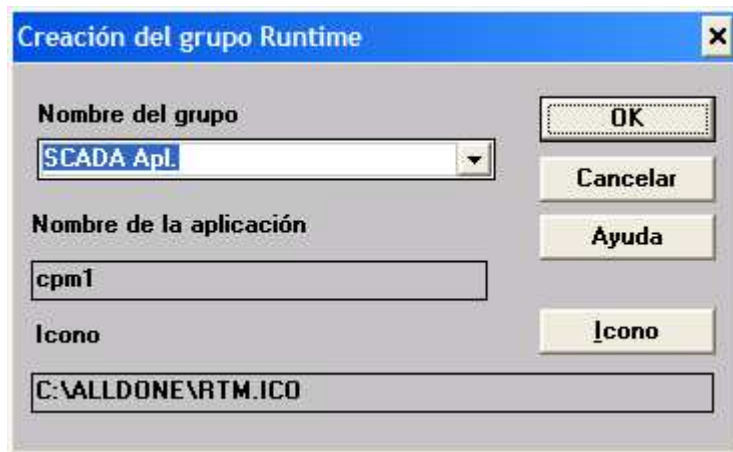 Creación del grupo Runtime
Nombre del grupo
OK
SCADA Apl.
Cancelar
Nombre de la aplicación
Ayuda
cpm1
Icono
Icono
C:\ALLDONE\RTM.ICO